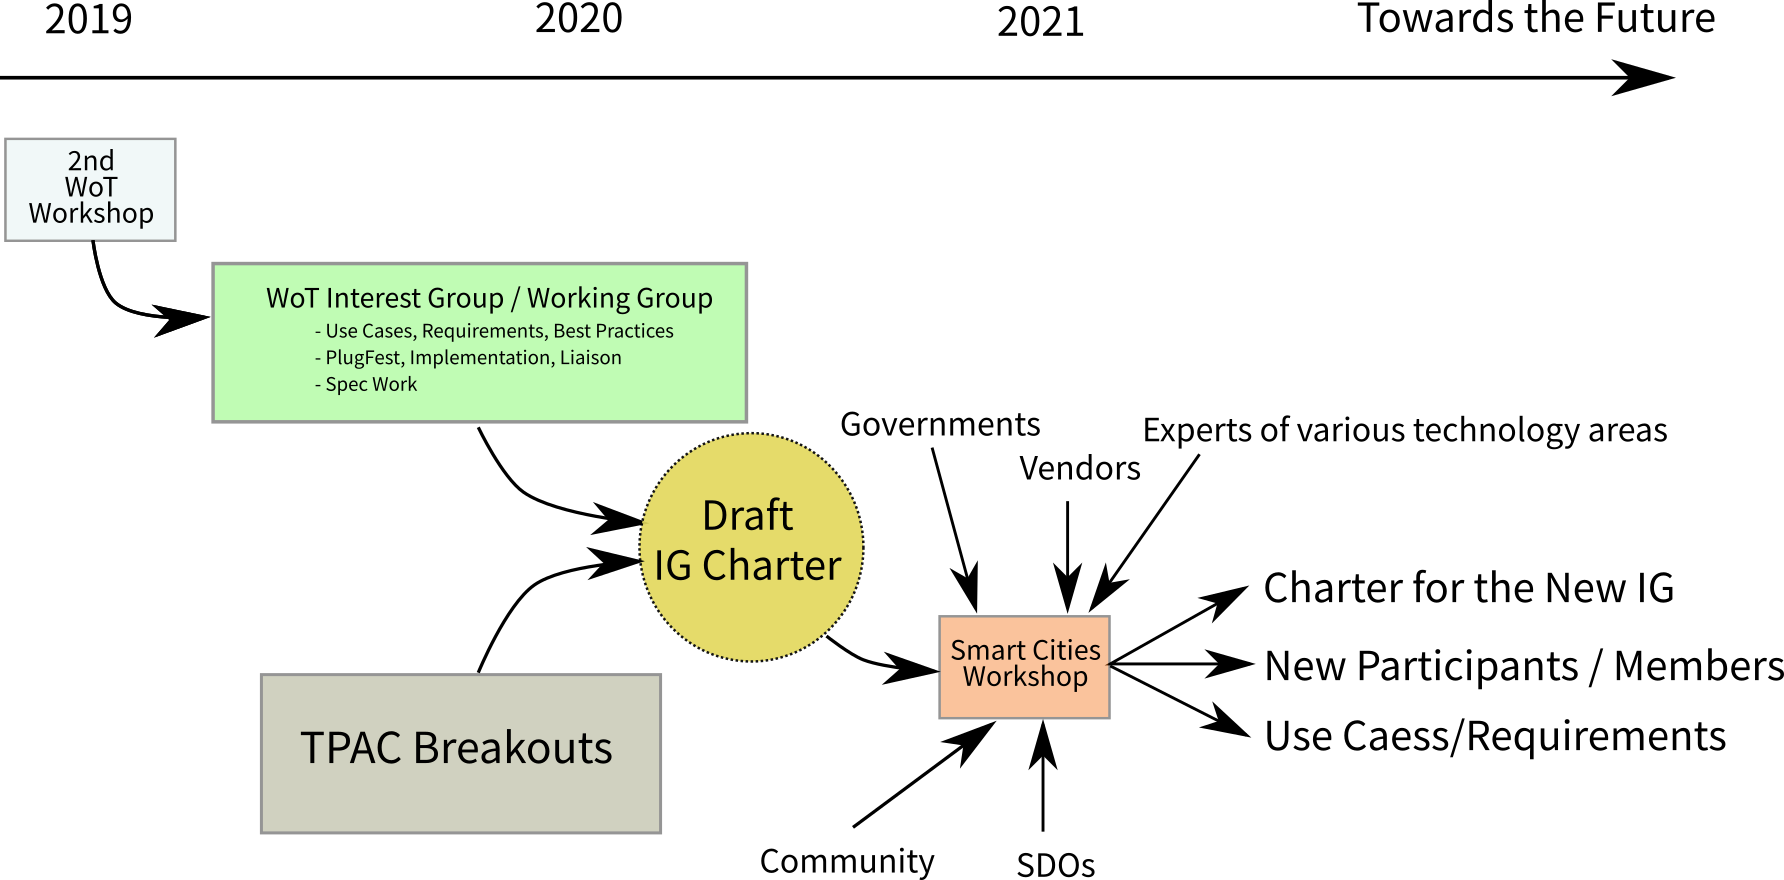 2019
2020
2021
Towards the Future
2nd
WoT
Workshop
WoT Interest Group / Working Group
- Use Cases, Requirements, Best Practices
- PlugFest, Implementation, Liaison
- Spec Work
Governments
Vendors
Experts of various technology areas
Draft
IG Charter
Smart Cities
Workshop
Charter for the New IG
New Participants / Members
Use Caess/Requirements
TPAC Breakouts
Community
SDOs